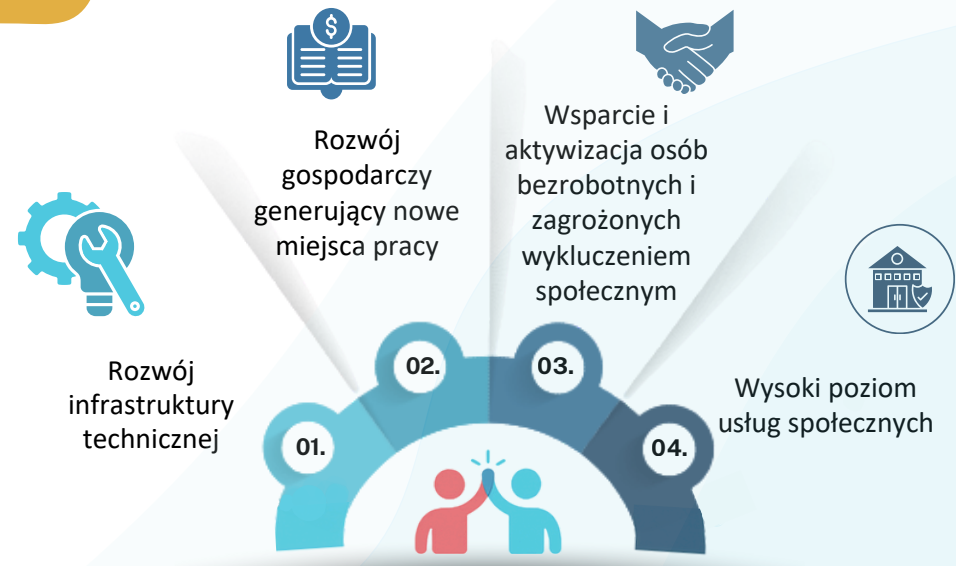 01.
Rozwój
infrastruktury
technicznej
02.
$
Rozwój
gospodarczy
generujący nowe
miejsca pracy
03.
Wsparcie i
aktywizacja osób
bezrobotnych i
zagrożonych
wykluczeniem
społecznym
04.
Wysoki poziom
usług społecznych